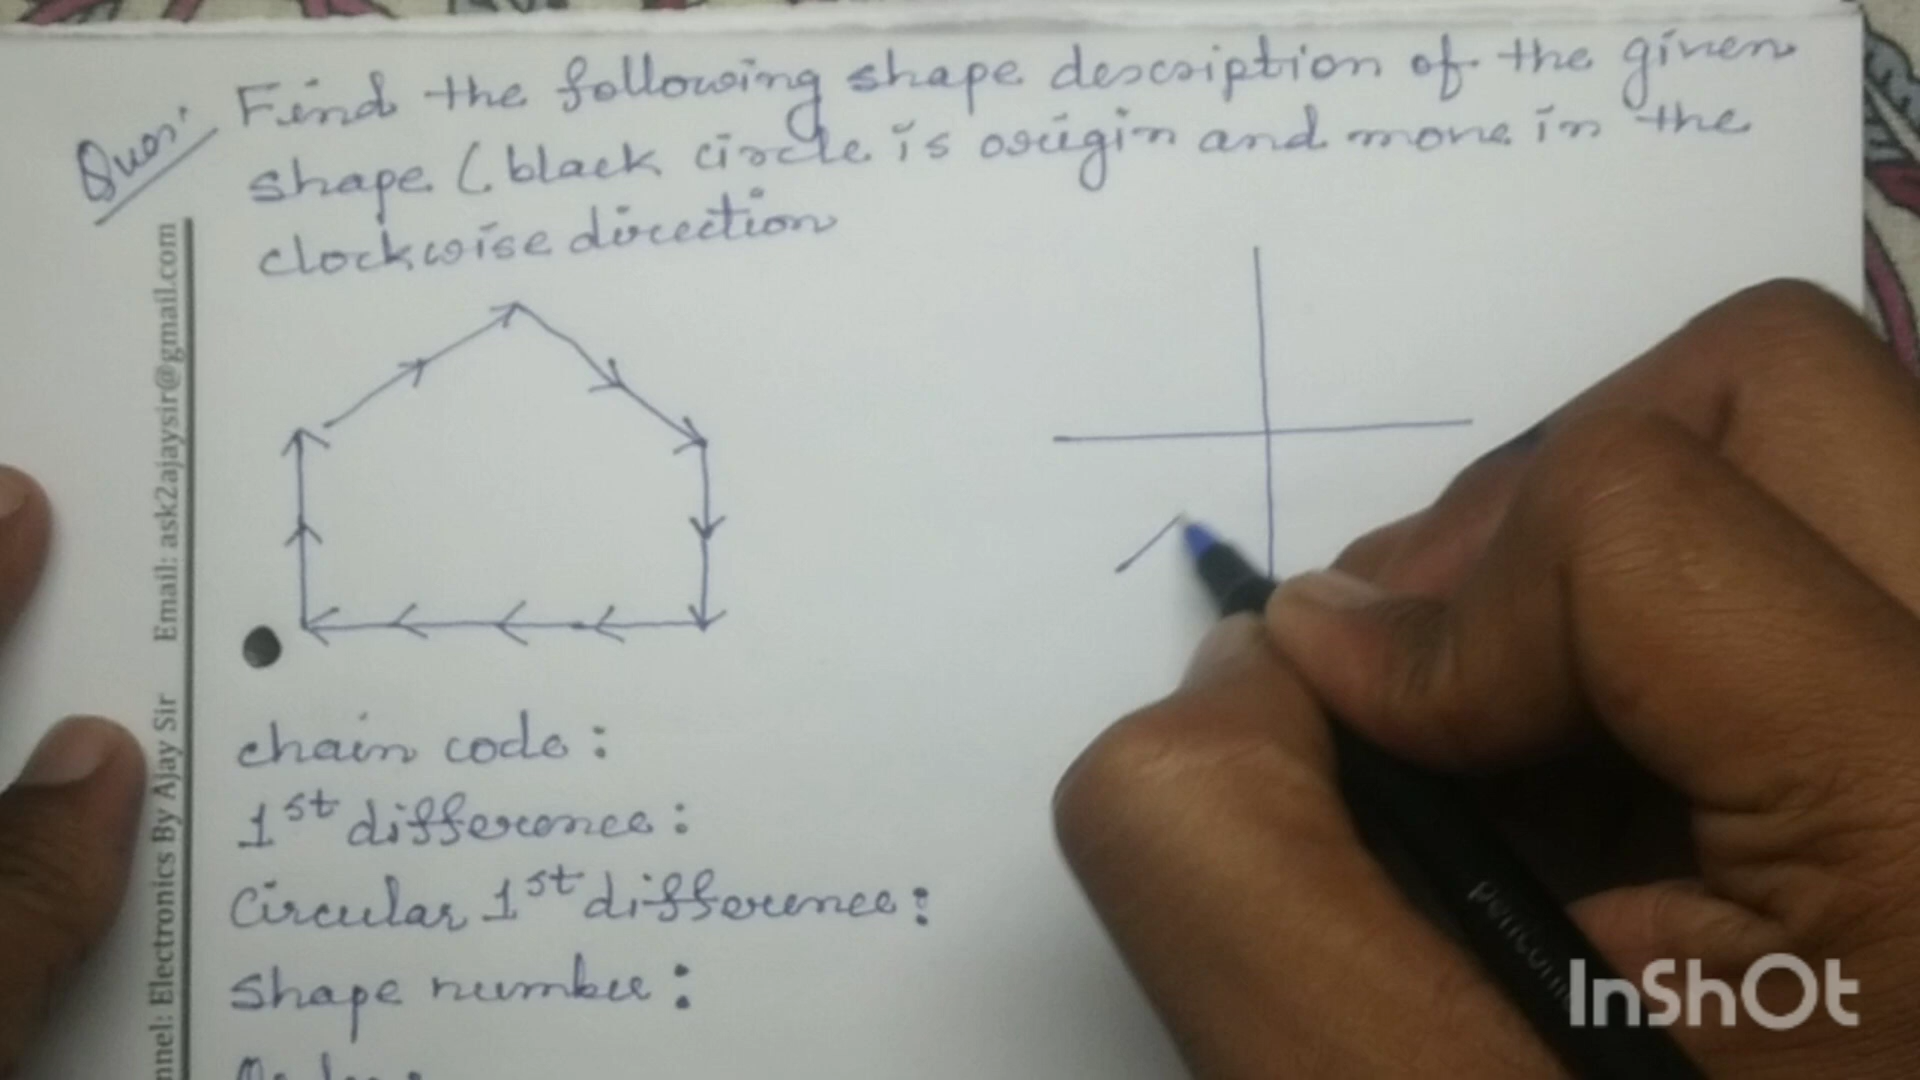 Ques:
Find the following shape description of the given
shape (black circle is origin and move in the
clockwise direction
chain code:
1st difference:
Circular 1st difference:
Shape number:
Email: ask2ajaysir@gmail.com
nnel: Electronics By Ajay Sir
InShOt